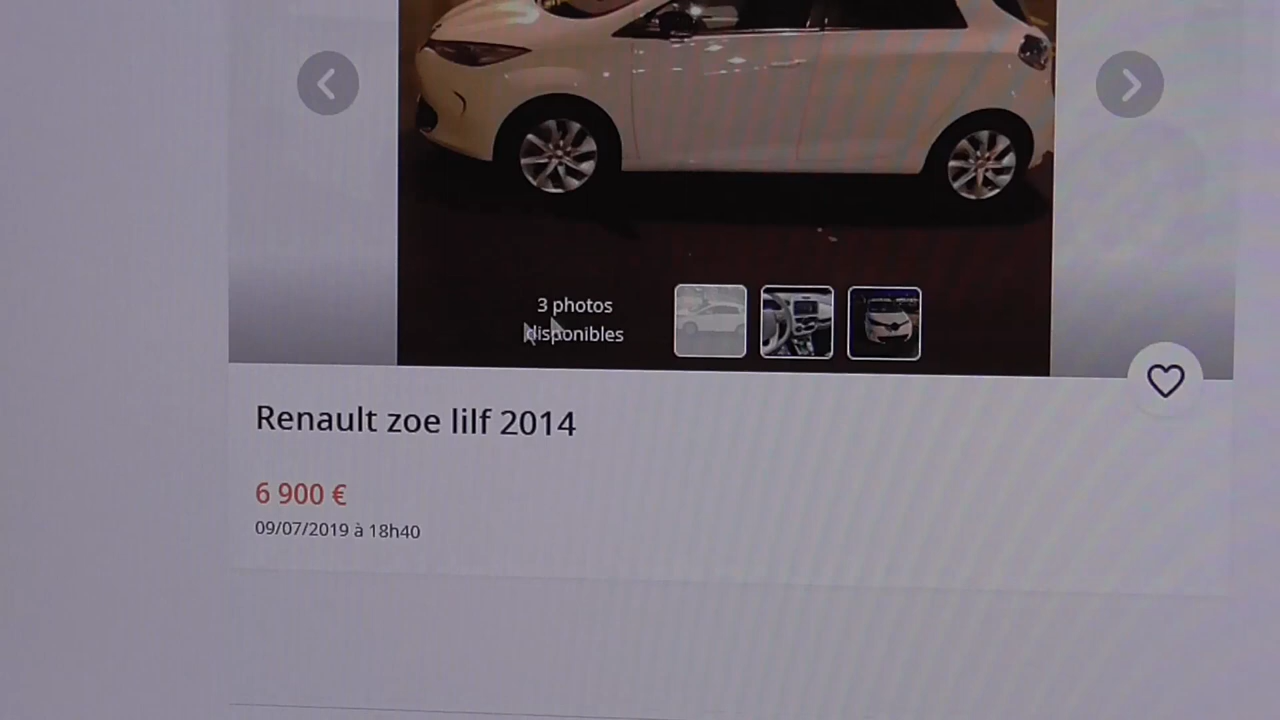 3 photos
disponibles
Renault zoe lilf 2014
6 900 €
09/07/2019 à 18h40